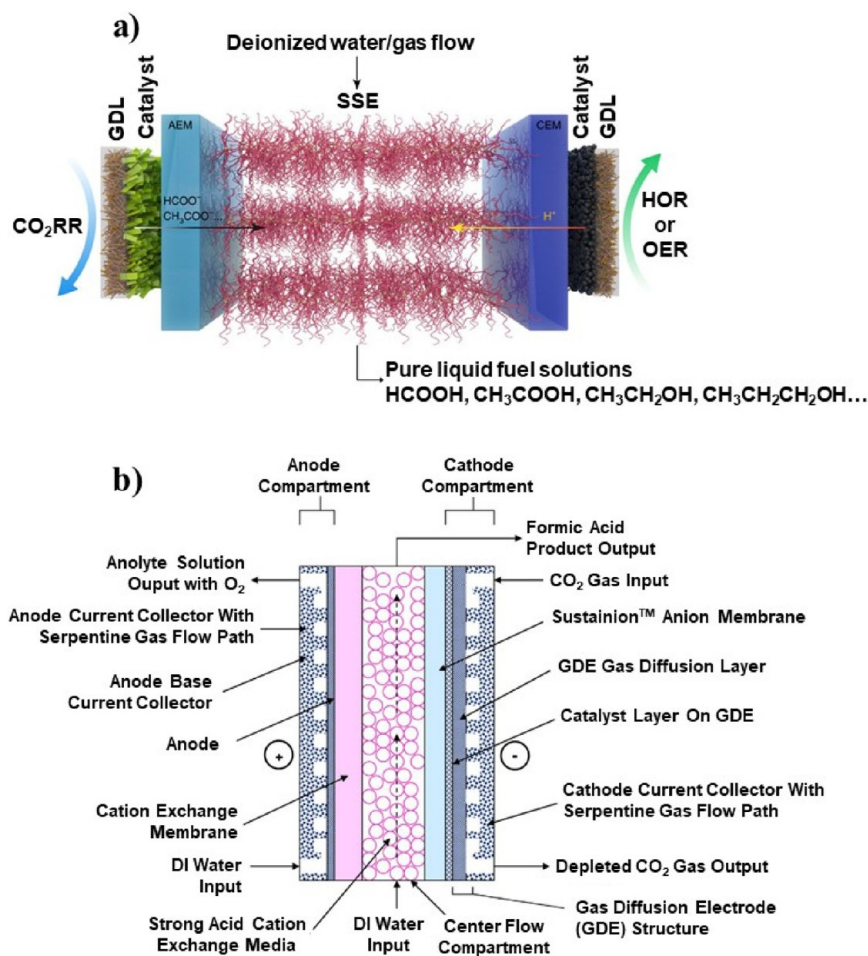 a)
Deionized water/gas flow
SSE
GDL
Catalyst
AEM
CEM
Catalyst
GDL
HCOO⁻
CH₃COO⁻...
H⁺
CO₂RR
HOR
or
OER
Pure liquid fuel solutions
HCOOH, CH₃COOH, CH₃CH₂OH, CH₃CH₂CH₂OH...
b)
Anode
Compartment
Cathode
Compartment
Formic Acid
Product Output
Anolyte Solution
Ouput with O₂
CO₂ Gas Input
Anode Current Collector With
Serpentine Gas Flow Path
Sustainion™ Anion Membrane
Anode Base
Current Collector
GDE Gas Diffusion Layer
Anode
Catalyst Layer On GDE
+
-
Cation Exchange
Membrane
Cathode Current Collector With
Serpentine Gas Flow Path
DI Water
Input
Depleted CO₂ Gas Output
Strong Acid Cation
Exchange Media
DI Water
Input
Center Flow
Compartment
Gas Diffusion Electrode
(GDE) Structure